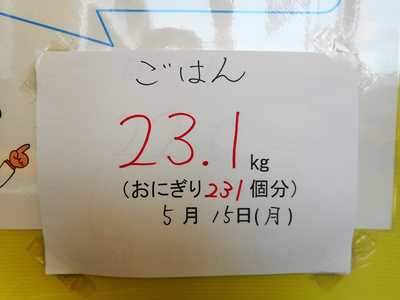 ごはん
23.1kg
(おにぎり231個分)
5月15日(月)